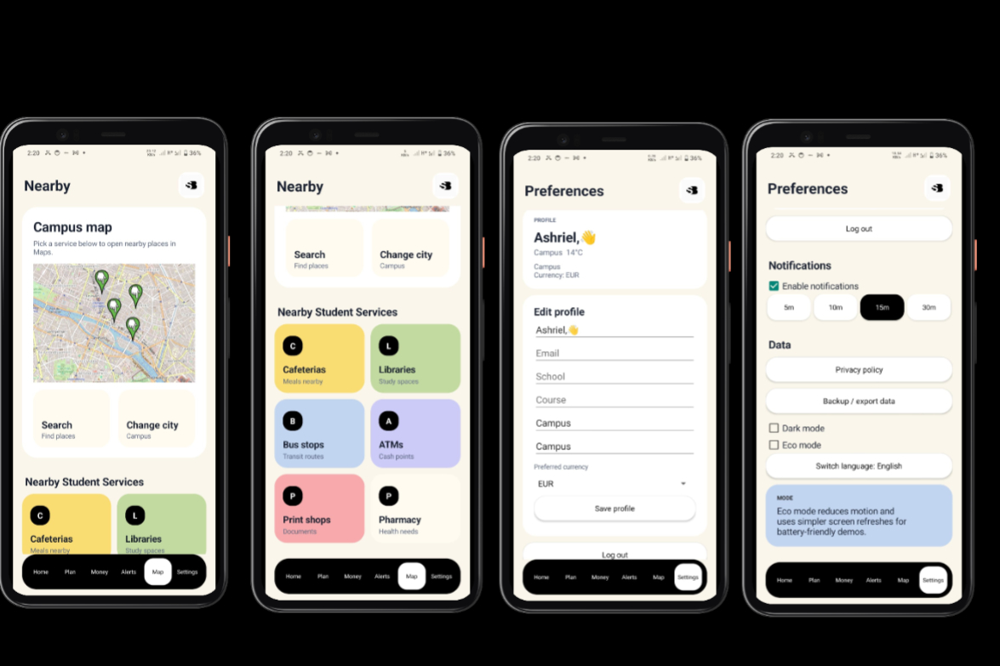 2:20
36%
Nearby
Campus map
Pick a service below to open nearby places in
Maps.
Search
Find places
Change city
Campus
Nearby Student Services
C
Cafeterias
Meals nearby
L
Libraries
Study spaces
Home
Plan
Money
Alerts
Map
Settings
2:20
36%
Nearby
Search
Find places
Change city
Campus
Nearby Student Services
C
Cafeterias
Meals nearby
L
Libraries
Study spaces
B
Bus stops
Transit routes
A
ATMs
Cash points
P
Print shops
Documents
P
Pharmacy
Health needs
Home
Plan
Money
Alerts
Map
Settings
2:20
36%
Preferences
PROFILE
Ashriel,👋
Campus 14°C
Campus
Currency: EUR
Edit profile
Ashriel,👋
Email
School
Course
Campus
Campus
Preferred currency
EUR
Save profile
Log out
Home
Plan
Money
Alerts
Map
Settings
2:20
36%
Preferences
Log out
Notifications
Enable notifications
5m
10m
15m
30m
Data
Privacy policy
Backup / export data
Dark mode
Eco mode
Switch language: English
MODE
Eco mode reduces motion and
uses simpler screen refreshes for
battery-friendly demos.
Home
Plan
Money
Alerts
Map
Settings